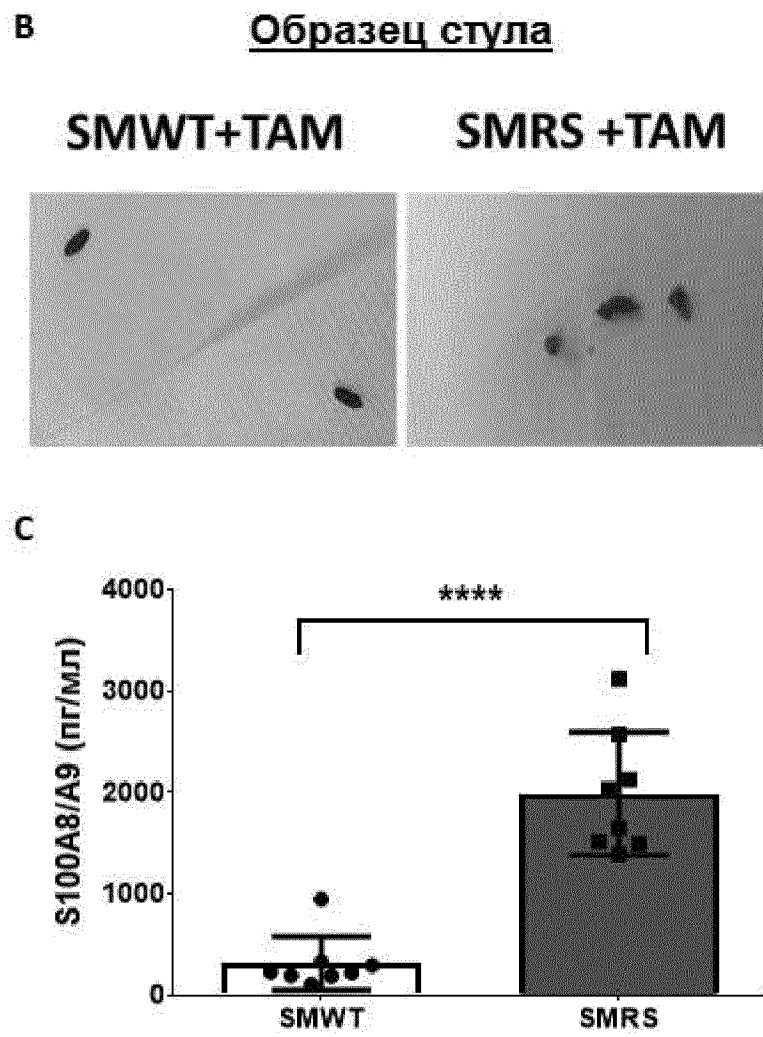 B
Образец стула
SMWT+TAM SMRS +TAM
C
S100A8/A9 (пг/мл)
4000
3000
2000
1000
0
****
SMWT SMRS